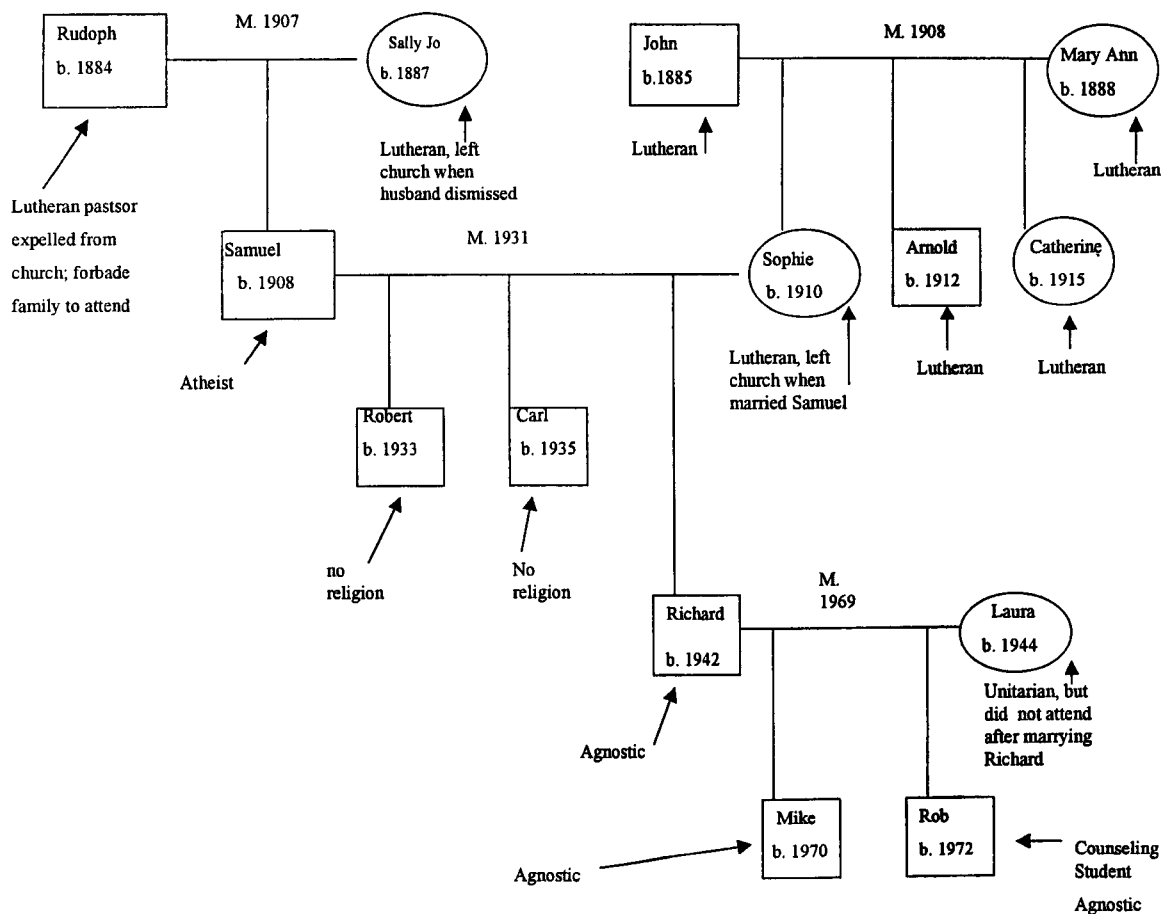 M. 1907
Rudoph
b. 1884
Sally Jo
b. 1887
John
b.1885
M. 1908
Mary Ann
b. 1888
Lutheran, left
church when
husband dismissed
Lutheran
Lutheran
Lutheran pastsor
expelled from
church; forbade
family to attend
Samuel
b. 1908
M. 1931
Sophie
b. 1910
Arnold
b. 1912
Catherine
b. 1915
Atheist
Lutheran, left
church when
married Samuel
Lutheran
Lutheran
Robert
b. 1933
Carl
b. 1935
no
religion
No
religion
Richard
b. 1942
M.
1969
Laura
b. 1944
Agnostic
Unitarian, but
did not attend
after marrying
Richard
Mike
b. 1970
Rob
b. 1972
Agnostic
Counseling
Student
Agnostic